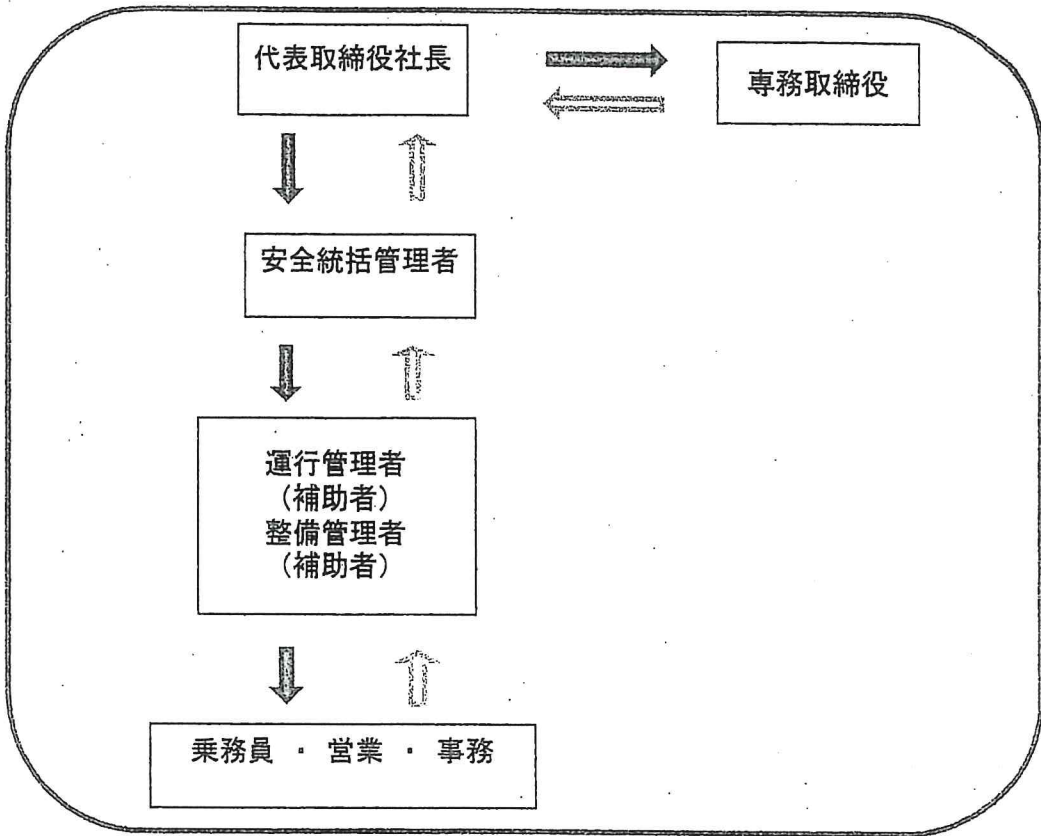 代表取締役社長
専務取締役
安全統括管理者
運行管理者
(補助者)
整備管理者
(補助者)
乗務員 ・ 営業 ・ 事務